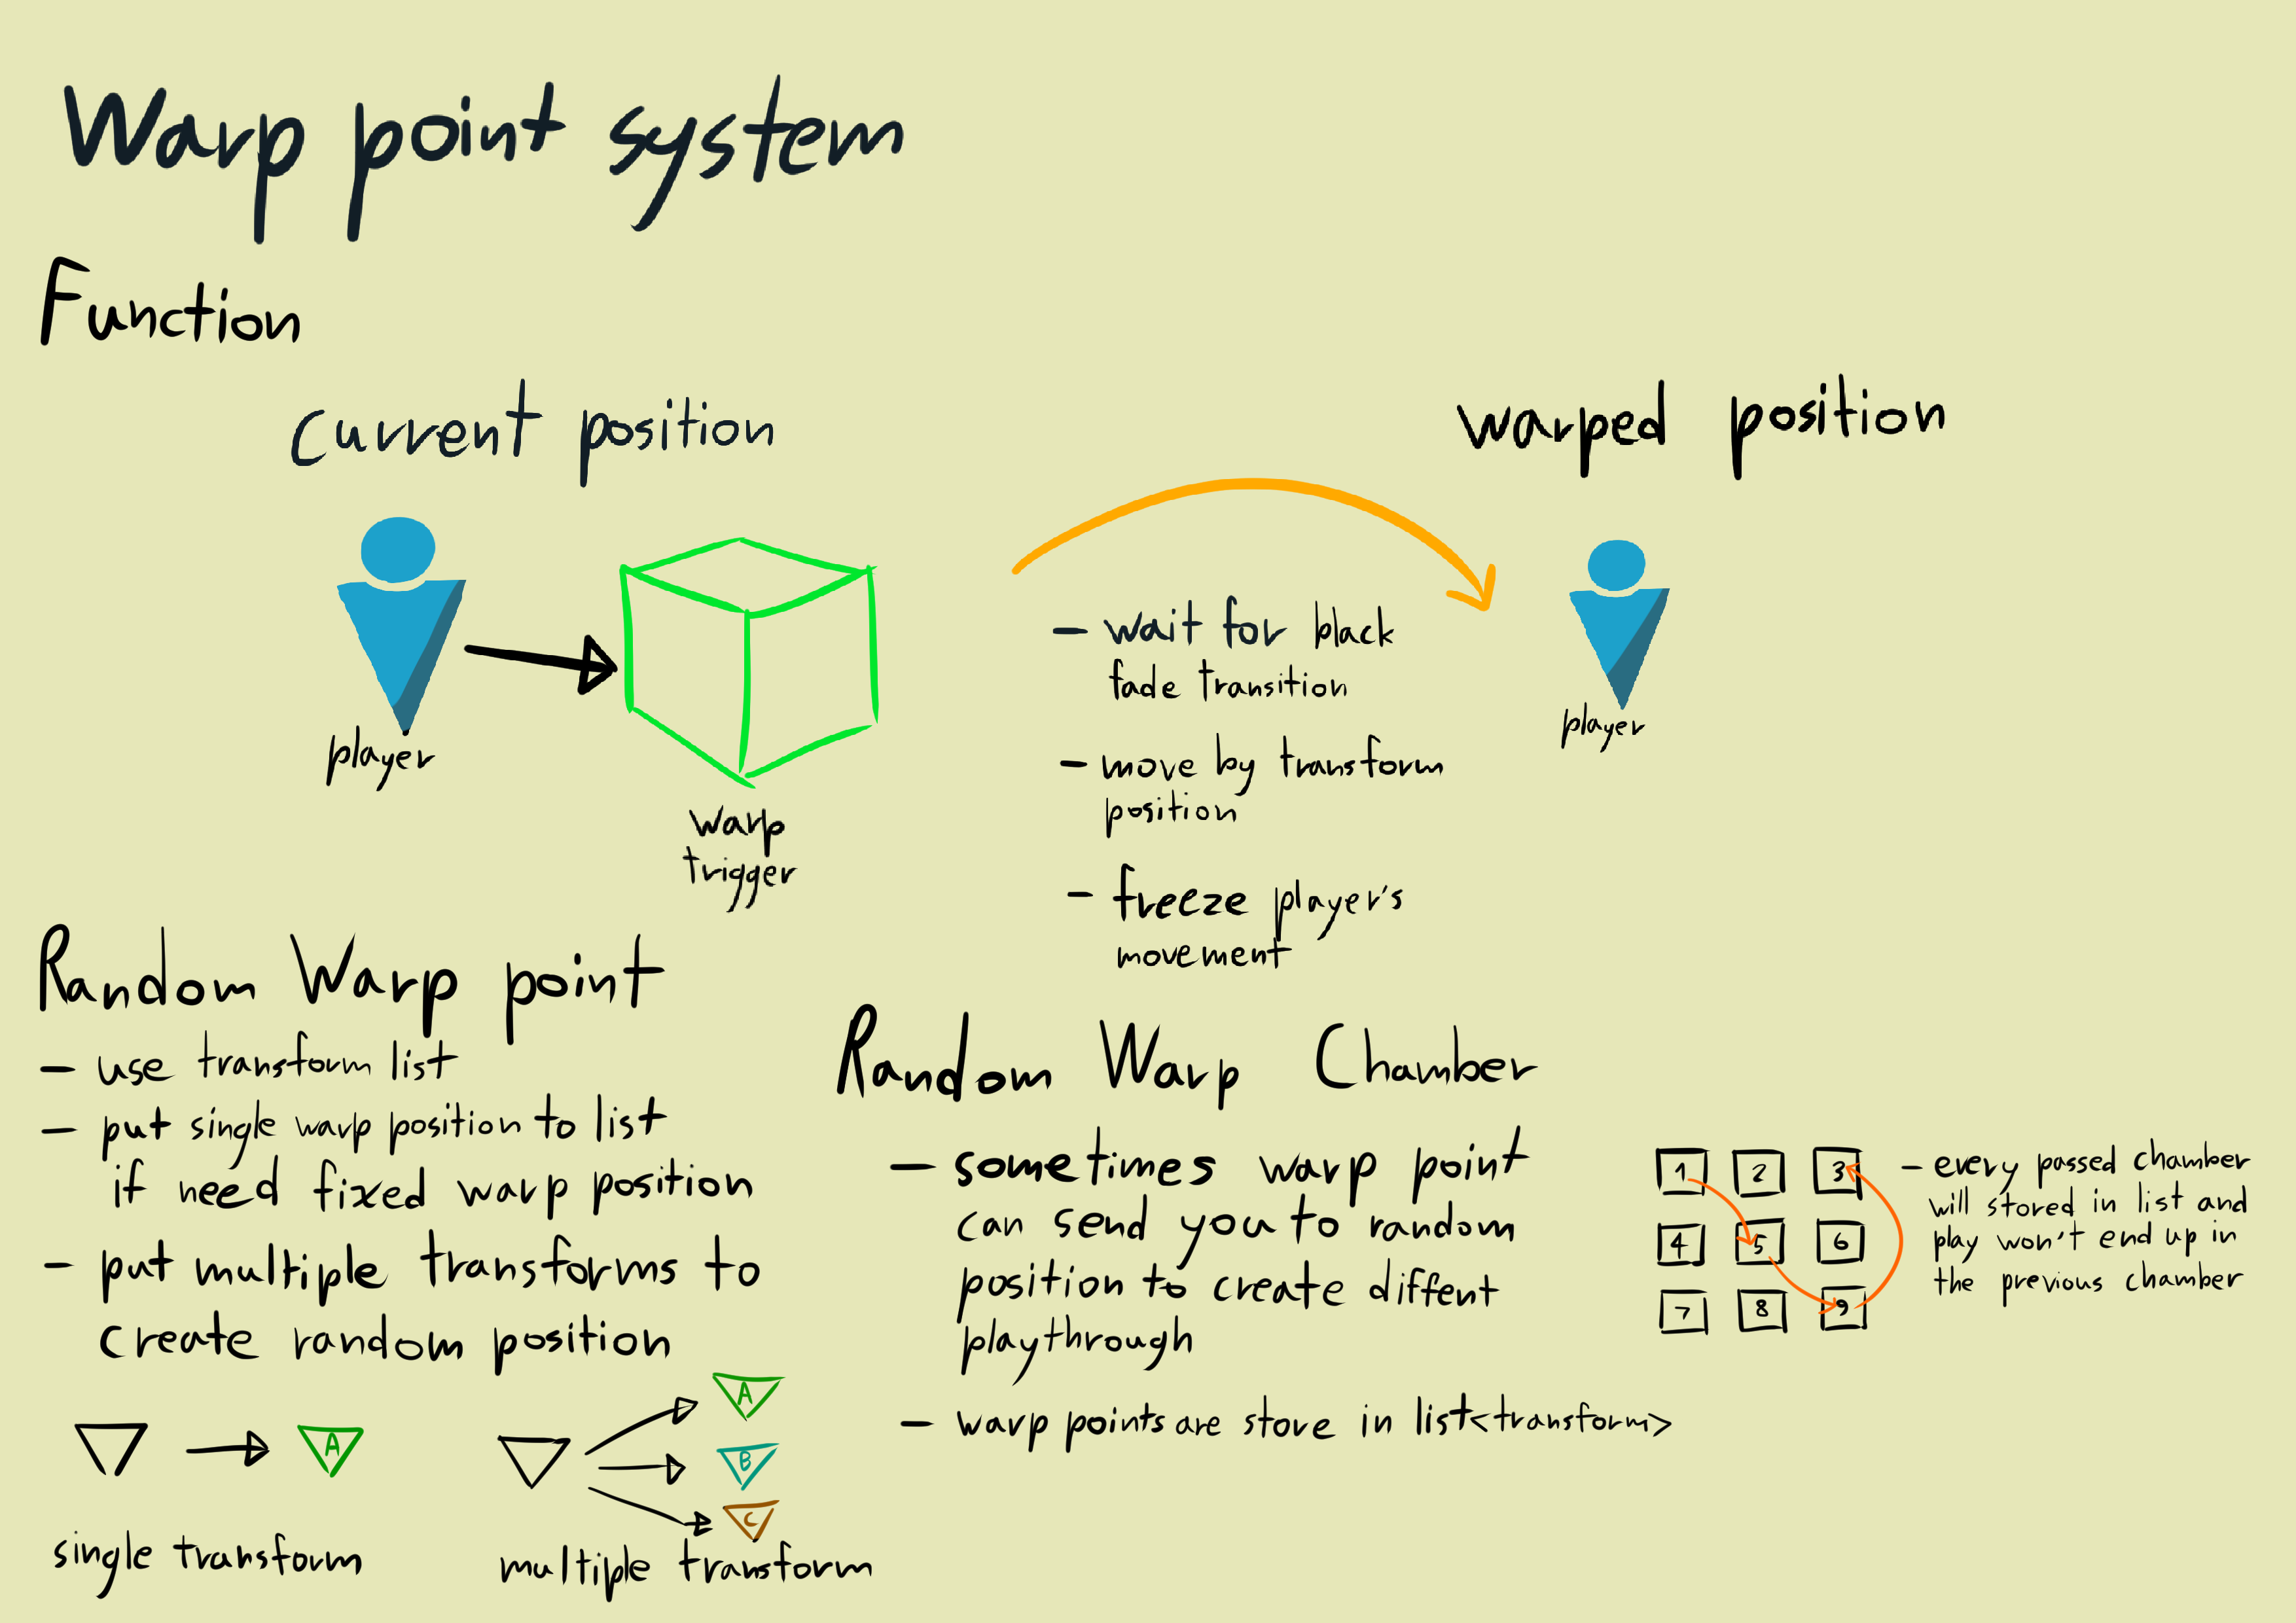 Warp point system
Function
current position
warped position
player
warp
trigger
- wait for black
fade transition
- move by transform
position
- freeze player's
movement
player
Random Warp point
- use transform list
- put single warp position to list
if need fixed warp position
- put multiple transforms to
create random position
A
single transform
A
B
C
multiple transform
Random Warp Chamber
- sometimes warp point
can send you to random
position to create diffent
playthrough
- warp points are store in list<transform>
1 2 3
4 5 6
7 8 9
- every passed chamber
will stored in list and
play won't end up in
the previous chamber